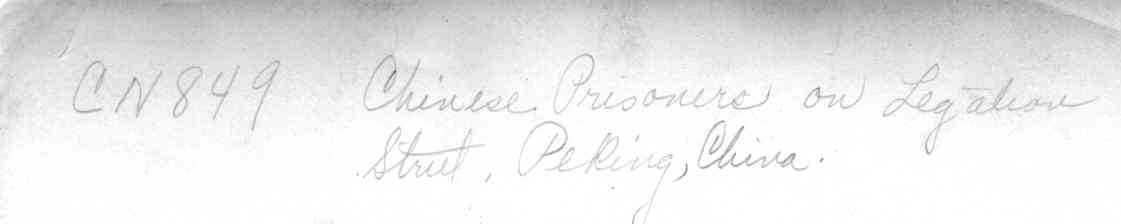 CN849 Chinese Prisoners on Legation
Street, Peking, China.